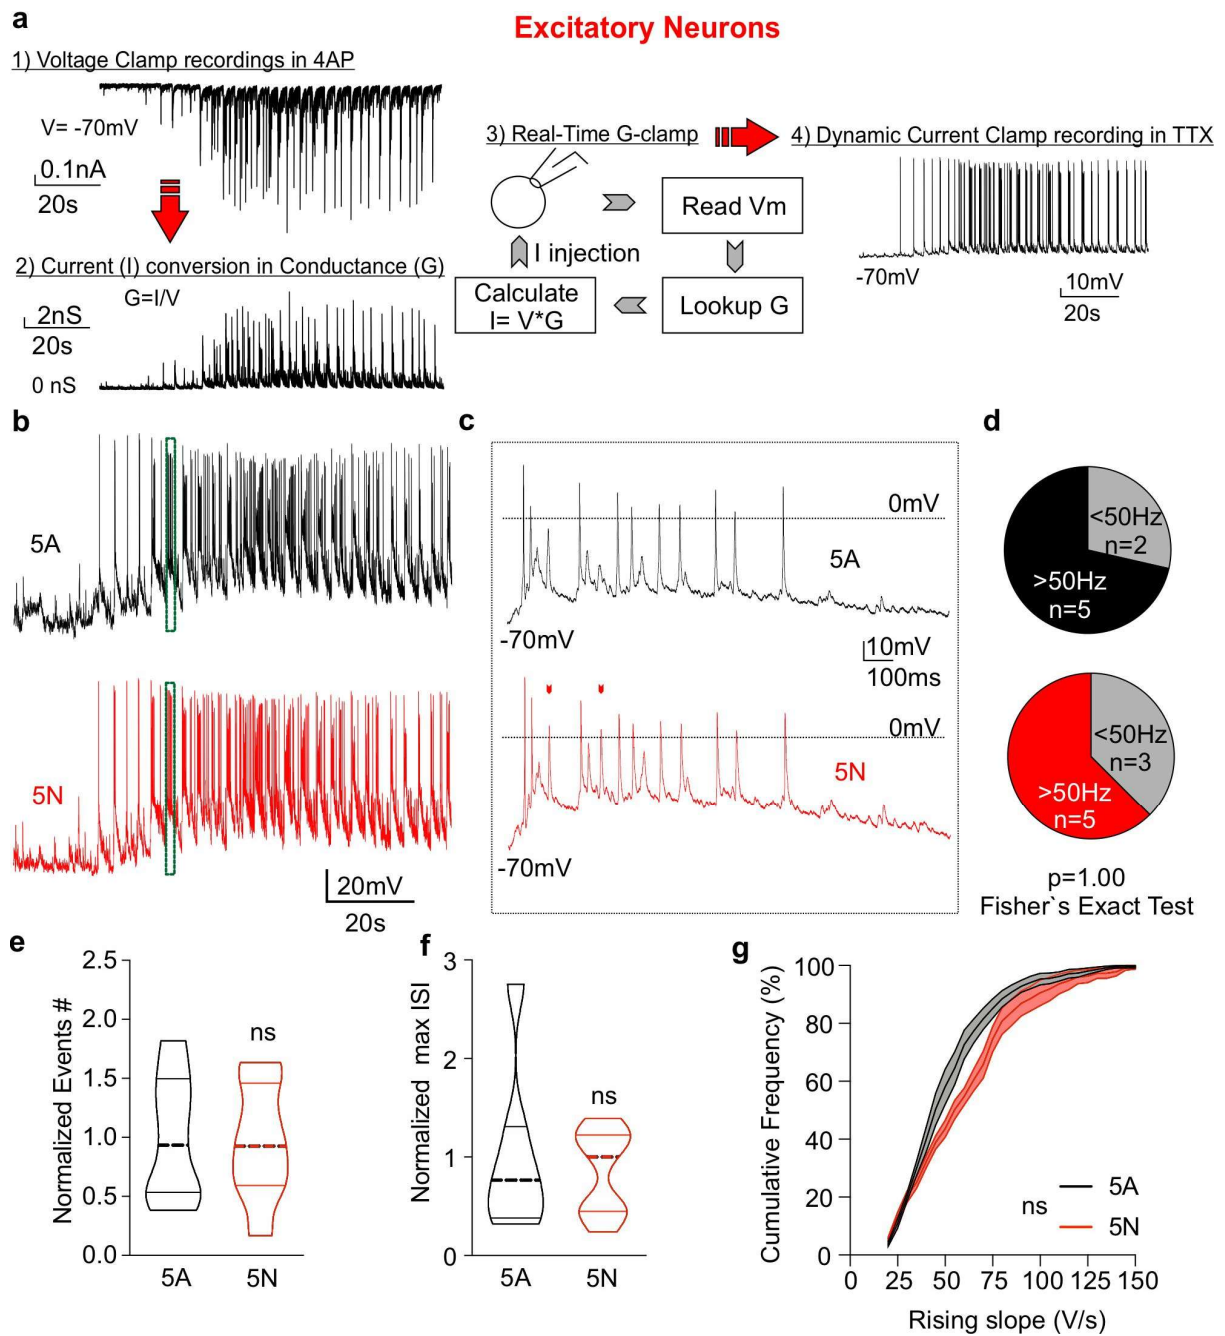 a
Excitatory Neurons
1) Voltage Clamp recordings in 4AP
V= -70mV
0.1nA
20s
2) Current (I) conversion in Conductance (G)
G=I/V
2nS
20s
0 nS
3) Real-Time G-clamp
Read Vm
I injection
Calculate
I= V*G
Lookup G
4) Dynamic Current Clamp recording in TTX
-70mV
10mV
20s
b
5A
5N
20mV
20s
c
0mV
5A
-70mV
10mV
100ms
0mV
5N
-70mV
d
<50Hz
n=2
>50Hz
n=5
<50Hz
n=3
>50Hz
n=5
p=1.00
Fisher`s Exact Test
e
Normalized Events #
2.5
2.0
1.5
1.0
0.5
0.0
ns
5A
5N
f
Normalized max ISI
3
2
1
0
ns
5A
5N
g
Cumulative Frequency (%)
100
80
60
40
20
0
ns
5A
5N
0 25 50 75 100 125 150
Rising slope (V/s)